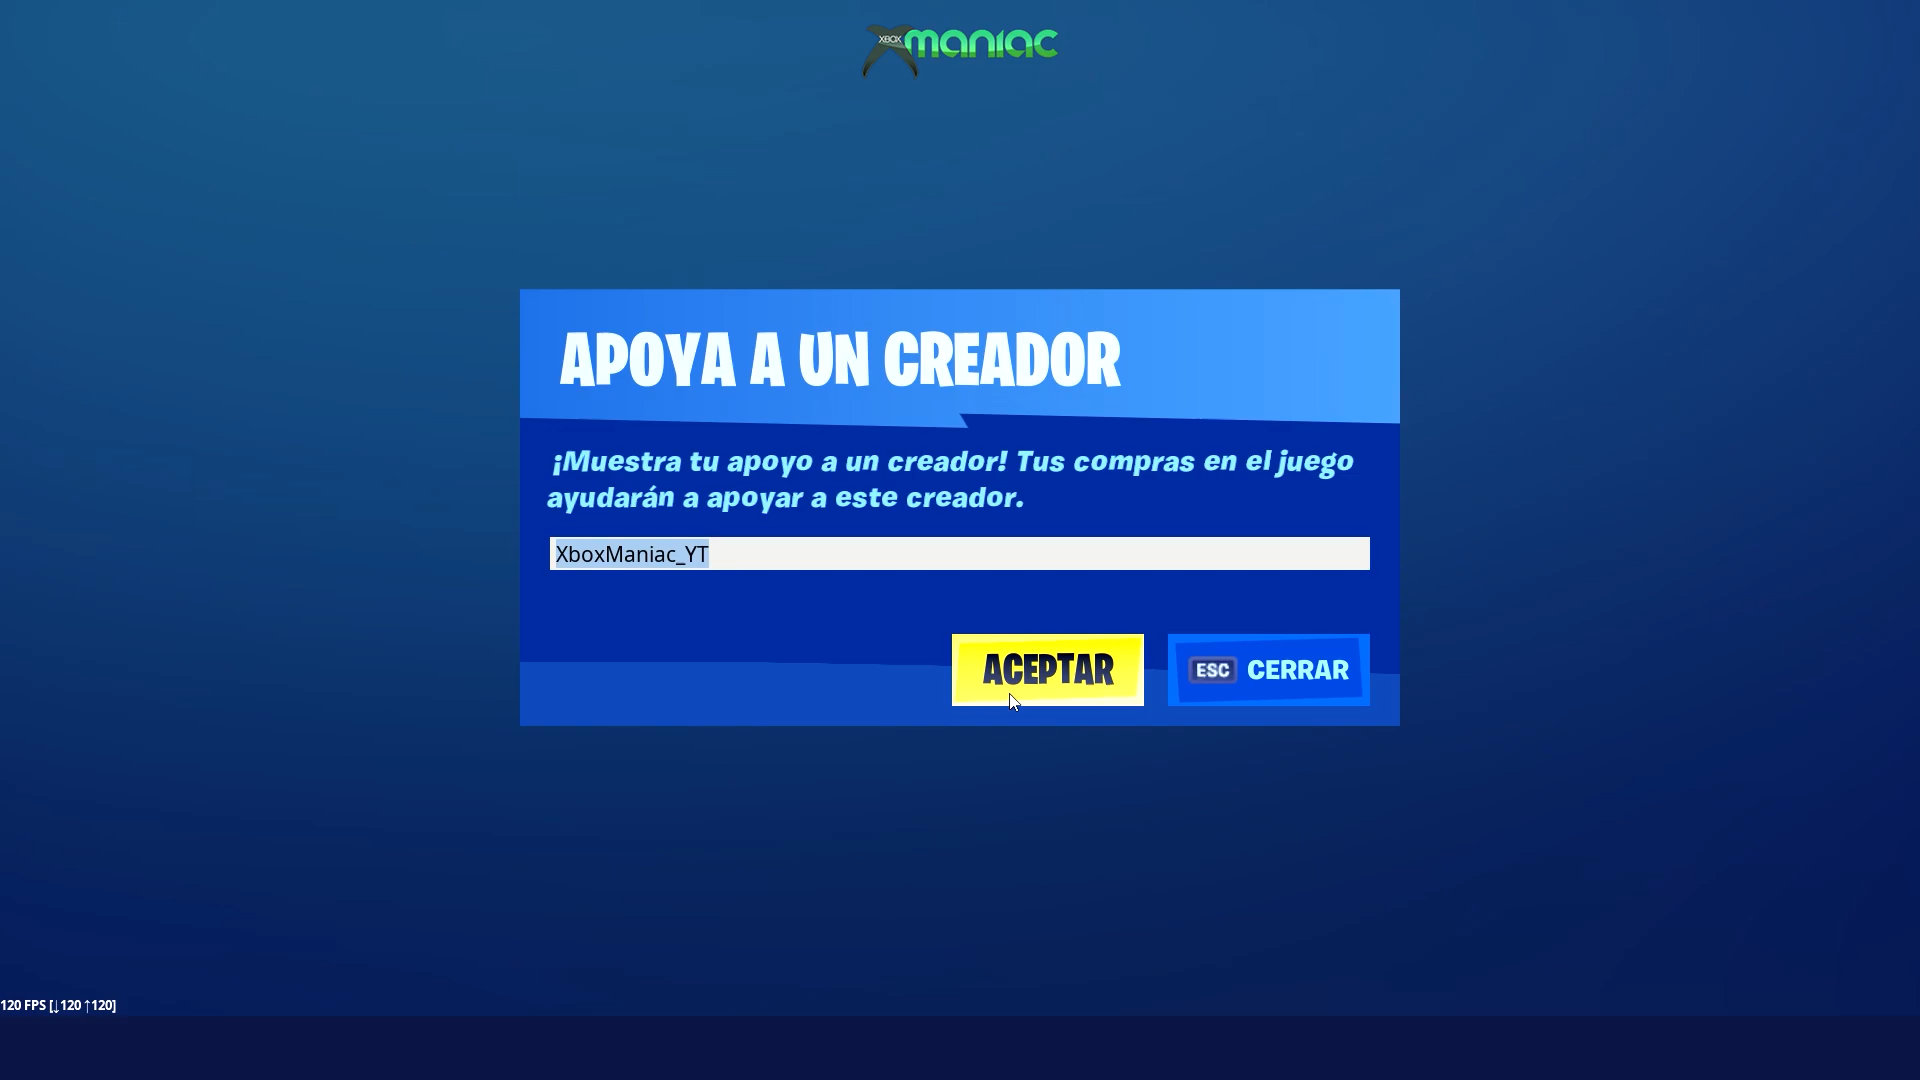 XBOX maniac
APOYA A UN CREADOR
¡Muestra tu apoyo a un creador! Tus compras en el juego
ayudarán a apoyar a este creador.
XboxManiac_YT
ACEPTAR
ESC CERRAR
120 FPS [↓120 ↑120]